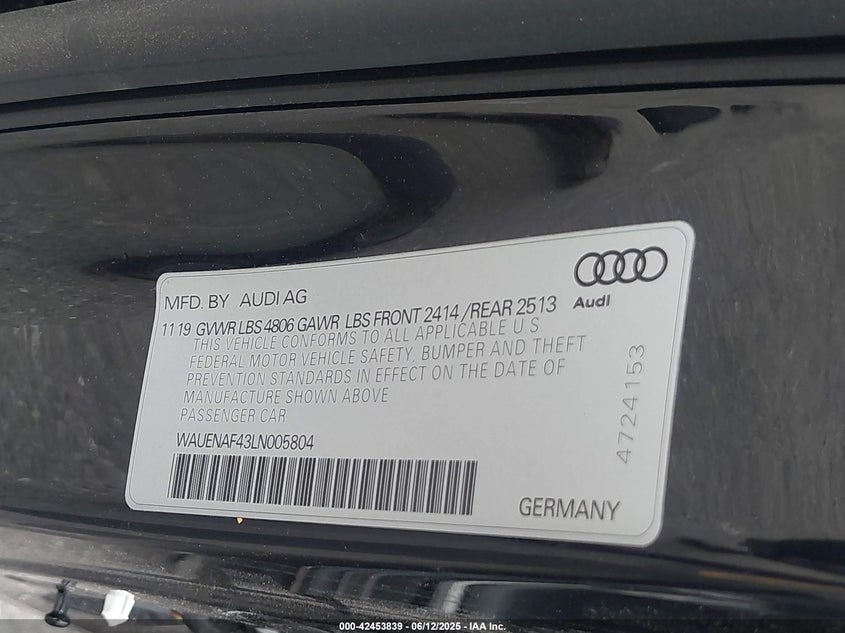 Audi
MFD. BY AUDI AG
11 19 GVWR LBS 4806 GAWR LBS FRONT 2414 / REAR 2513
THIS VEHICLE CONFORMS TO ALL APPLICABLE U S
FEDERAL MOTOR VEHICLE SAFETY, BUMPER AND THEFT
PREVENTION STANDARDS IN EFFECT ON THE DATE OF
MANUFACTURE SHOWN ABOVE
PASSENGER CAR
WAUENAF43LN005804
4724153
GERMANY
000-42453839 - 06/12/2025 - IAA Inc.